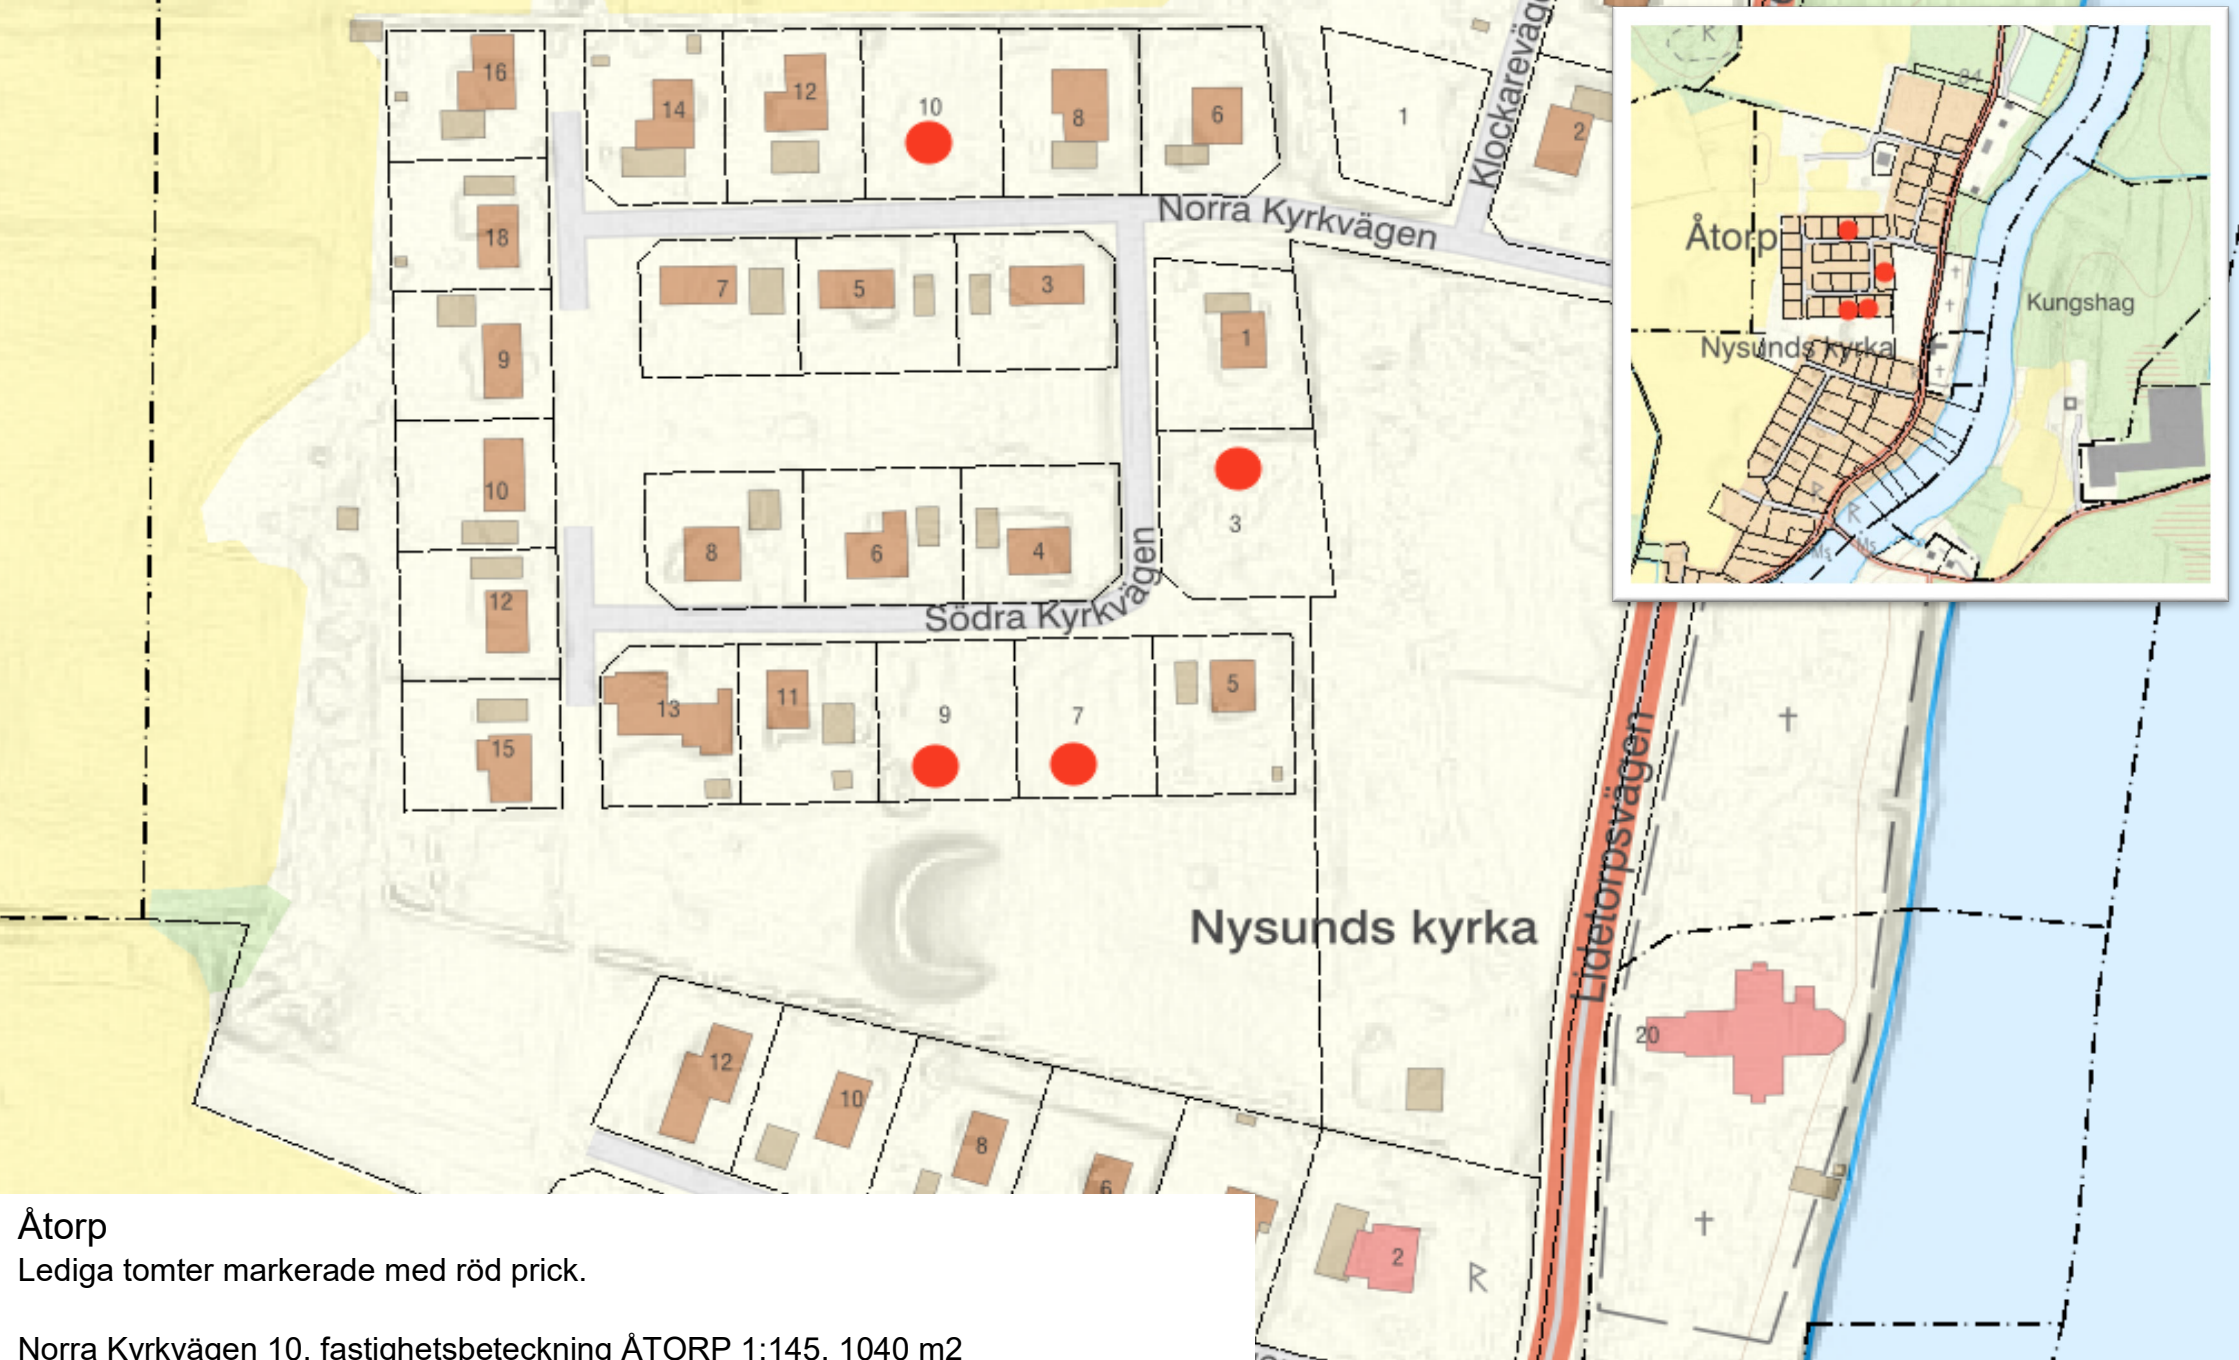 16
14
12
10
8
6
1
2
Klockareväge
Norra Kyrkvägen
18
7
5
3
1
9
10
3
8
6
4
Södra Kyrkvägen
12
13
11
9
7
5
15
Lidetorpsvägen
Nysunds kyrka
20
12
10
8
6
2
R
Åtorp
Kungshag
Nysunds kyrka
R
R
Ms
Ms
Åtorp
Lediga tomter markerade med röd prick.
Norra Kyrkvägen 10, fastighetsbeteckning ÅTORP 1:145, 1040 m2